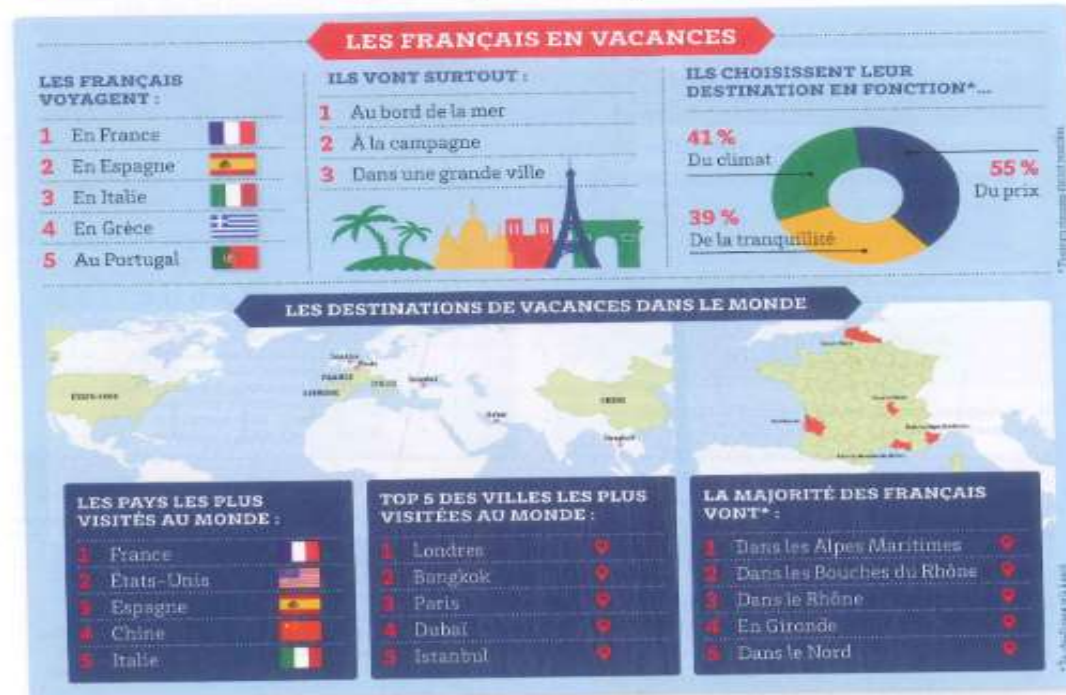 LES FRANÇAIS EN VACANCES
LES FRANÇAIS
VOYAGENT :
1 En France
2 En Espagne
3 En Italie
4 En Grèce
5 Au Portugal
ILS VONT SURTOUT :
1 Au bord de la mer
2 À la campagne
3 Dans une grande ville
ILS CHOISISSENT LEUR
DESTINATION EN FONCTION*...
41 %
Du climat
55 %
Du prix
39 %
De la tranquillité
LES DESTINATIONS DE VACANCES DANS LE MONDE
ÉTATS-UNIS
FRANCE
CHINE
LES PAYS LES PLUS
VISITÉS AU MONDE :
1 France
2 États-Unis
3 Espagne
4 Chine
5 Italie
TOP 5 DES VILLES LES PLUS
VISITÉES AU MONDE :
1 Londres
2 Bangkok
3 Paris
4 Dubaï
5 Istanbul
LA MAJORITÉ DES FRANÇAIS
VONT* :
1 Dans les Alpes Maritimes
2 Dans les Bouches du Rhône
3 Dans le Rhône
4 En Gironde
5 Dans le Nord